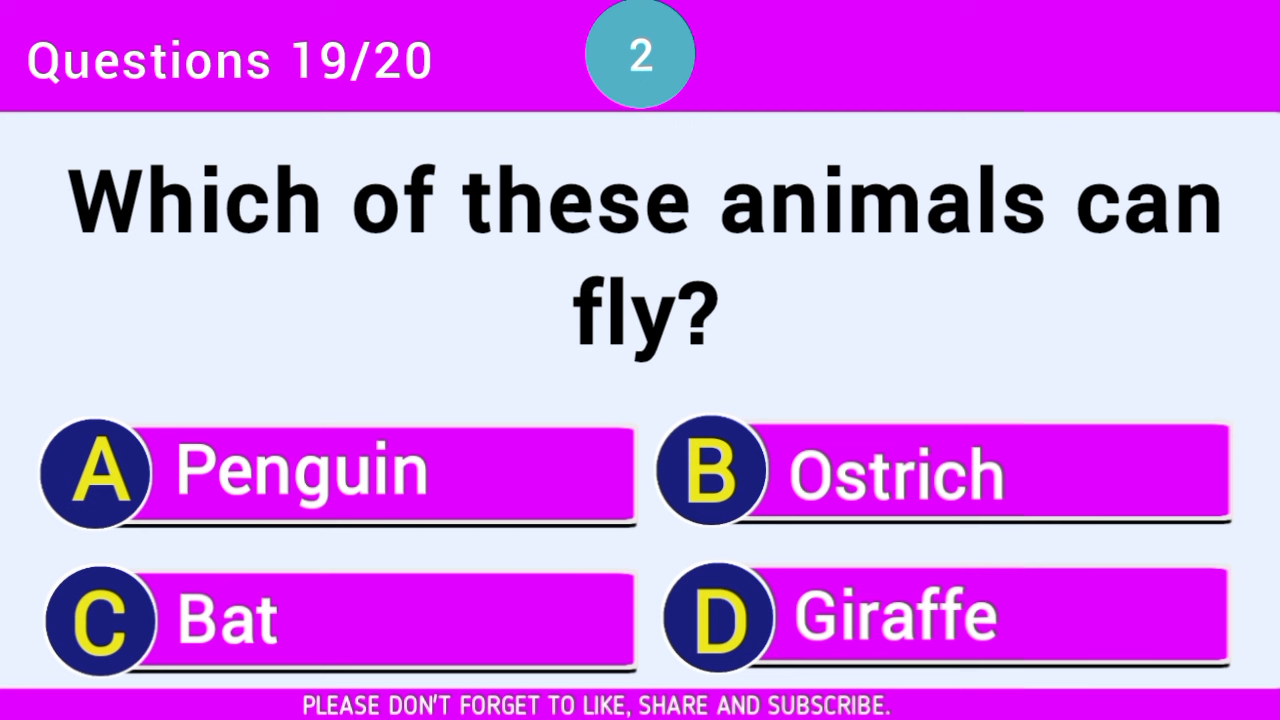 Questions 19/20
2
Which of these animals can
fly?
A Penguin
B Ostrich
C Bat
D Giraffe
PLEASE DON'T FORGET TO LIKE, SHARE AND SUBSCRIBE.